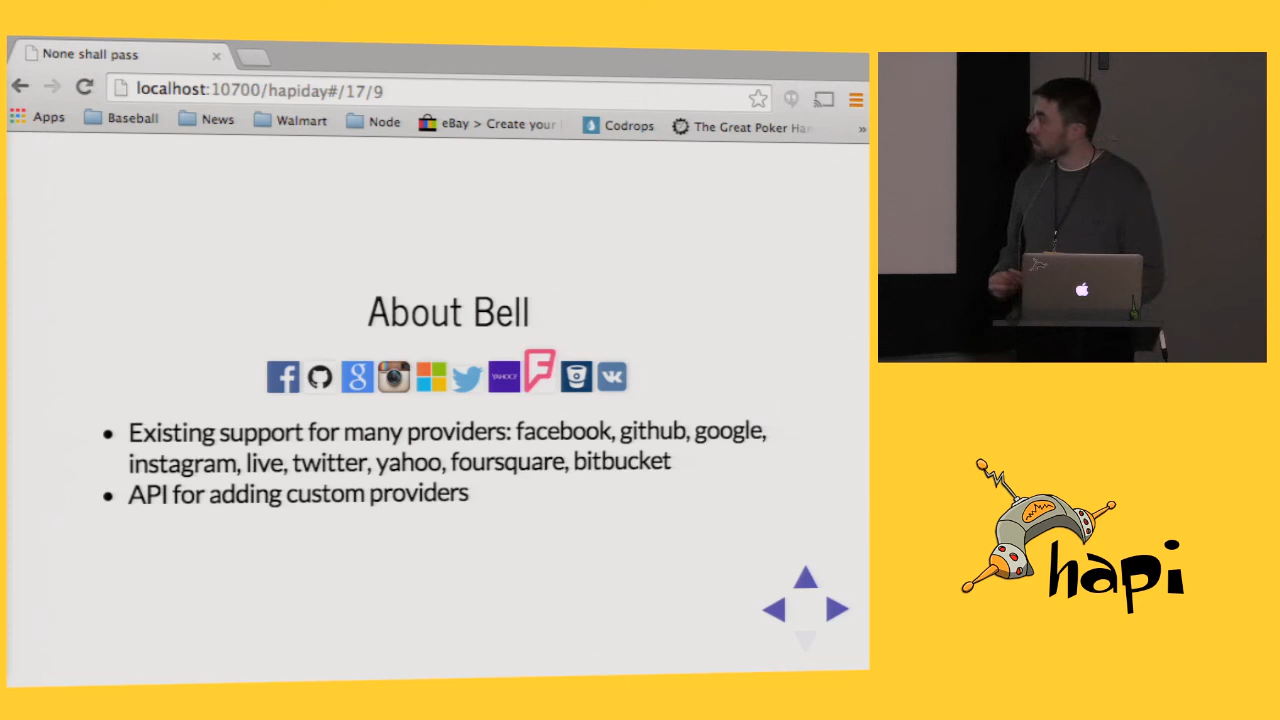 None shall pass
localhost:10700/hapiday#/17/9
Apps Baseball News Walmart Node eBay > Create your Codrops The Great Poker »
About Bell
YAHOO!
• Existing support for many providers: facebook, github, google,
instagram, live, twitter, yahoo, foursquare, bitbucket
• API for adding custom providers
hapi